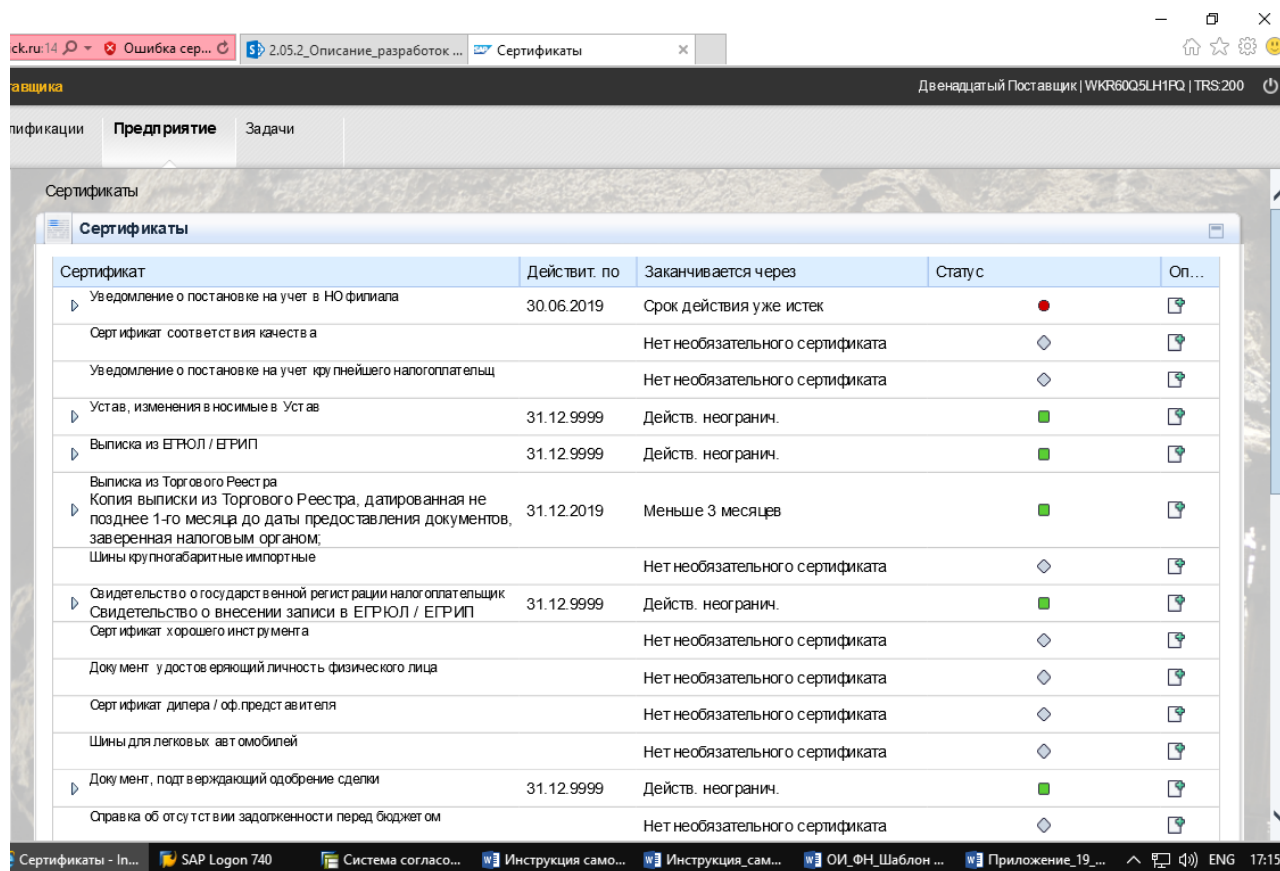 ck.ru:14 Ошибка сер... 2.05.2_Описание_разработок ... Сертификаты
тавщика Двенадцатый Поставщик | WKR60Q5LH1FQ | TRS:200
лификации Предприятие Задачи
Сертификаты
Сертификаты
Сертификат Действит. по Заканчивается через Статус Оп...
Уведомление о постановке на учет в НО филиала 30.06.2019 Срок действия уже истек
Сертификат соответствия качества Нет необязательного сертификата
Уведомление о постановке на учет крупнейшего налогоплательщ Нет необязательного сертификата
Устав, изменения вносимые в Устав 31.12.9999 Действ. неогранич.
Выписка из ЕГРЮЛ / ЕГРИП 31.12.9999 Действ. неогранич.
Выписка из Торгового Реестра
Копия выписки из Торгового Реестра, датированная не
позднее 1-го месяца до даты предоставления документов, 31.12.2019 Меньше 3 месяцев
заверенная налоговым органом;
Шины крупногабаритные импортные Нет необязательного сертификата
Свидетельство о государственной регистрации налогоплательщик
Свидетельство о внесении записи в ЕГРЮЛ / ЕГРИП 31.12.9999 Действ. неогранич.
Сертификат хорошего инструмента Нет необязательного сертификата
Документ удостоверяющий личность физического лица Нет необязательного сертификата
Сертификат дилера / оф.представителя Нет необязательного сертификата
Шины для легковых автомобилей Нет необязательного сертификата
Документ, подтверждающий одобрение сделки 31.12.9999 Действ. неогранич.
Справка об отсутствии задолженности перед бюджетом Нет необязательного сертификата
Сертификаты - In... SAP Logon 740 Система согласо... Инструкция само... Инструкция_сам... ОИ_ФН_Шаблон ... Приложение_19_... ENG 17:15